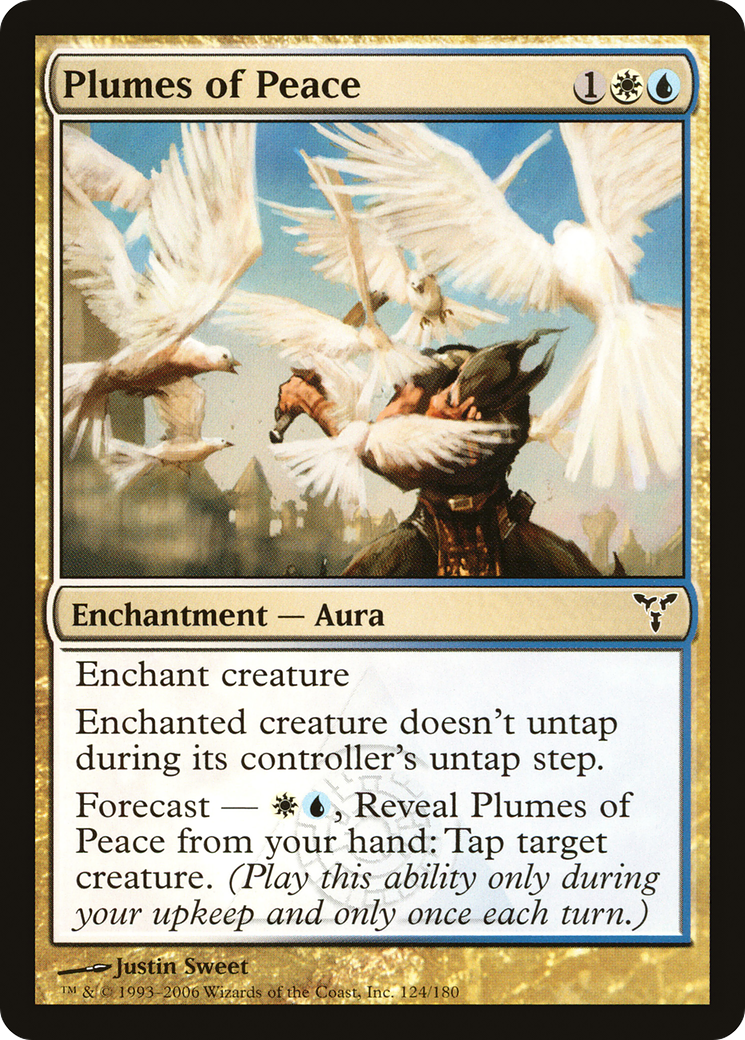 Plumes of Peace 1
Enchantment — Aura
Enchant creature
Enchanted creature doesn't untap
during its controller's untap step.
Forecast — , Reveal Plumes of
Peace from your hand: Tap target
creature. (Play this ability only during
your upkeep and only once each turn.)
Justin Sweet
™ & © 1993–2006 Wizards of the Coast, Inc. 124/180